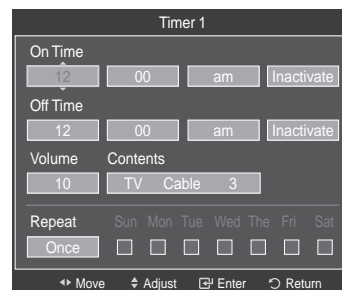 Timer 1
On Time
12 00 am Inactivate
Off Time
12 00 am Inactivate
Volume Contents
10 TV Cable 3
Repeat Sun Mon Tue Wed The Fri Sat
Once
Move Adjust Enter Return